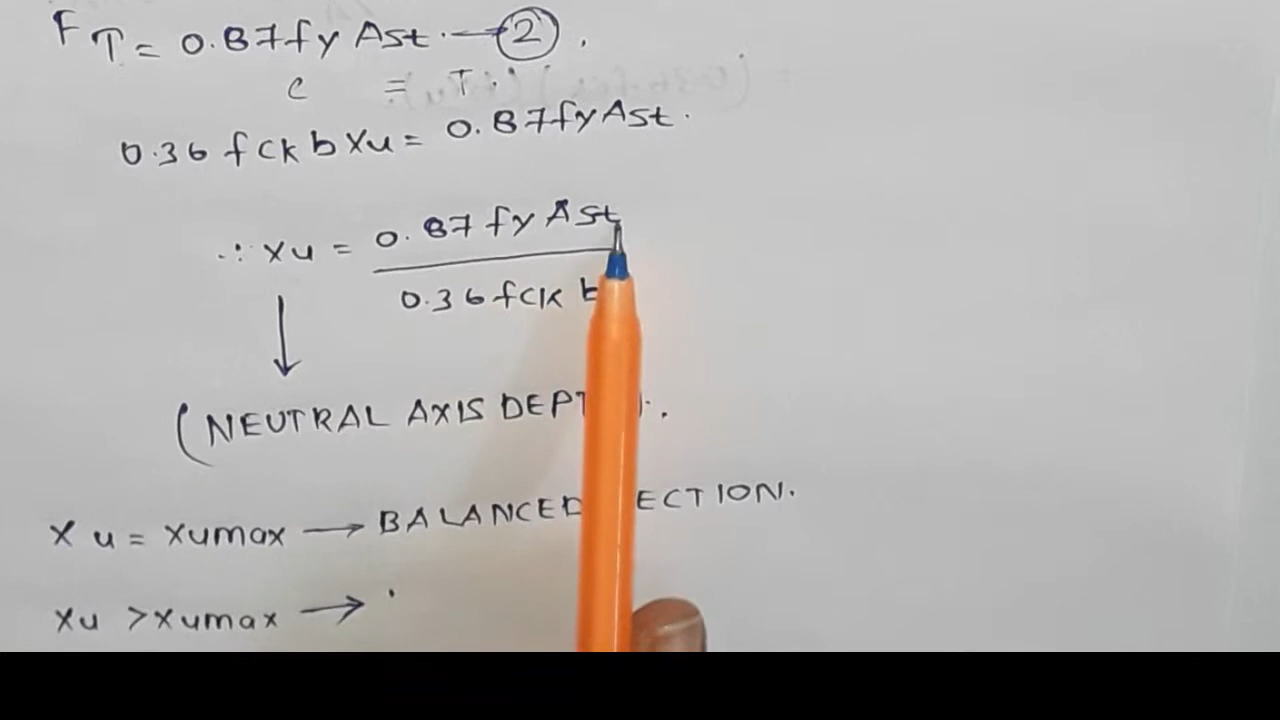 FT = 0.87fy Ast. → 2.
C = T.
0.36 fck b xu = 0.87fy Ast.
∴ xu = 0.87 fy Ast
0.36 fck b
(NEUTRAL AXIS DEPT
xu = xumax → BALANCED ECTION.
xu > xumax →